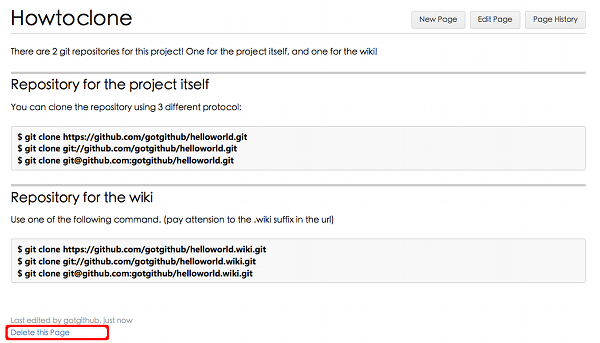 Howtoclone
New Page Edit Page Page History
There are 2 git repositories for this project! One for the project itself, and one for the wiki!
Repository for the project itself
You can clone the repository using 3 different protocol:
$ git clone https://github.com/gotgithub/helloworld.git
$ git clone git://github.com/gotgithub/helloworld.git
$ git clone git@github.com:gotgithub/helloworld.git
Repository for the wiki
Use one of the following command. (pay attension to the .wiki suffix in the url)
$ git clone https://github.com/gotgithub/helloworld.wiki.git
$ git clone git://github.com/gotgithub/helloworld.wiki.git
$ git clone git@github.com:gotgithub/helloworld.wiki.git
Last edited by gotgithub, just now
Delete this Page